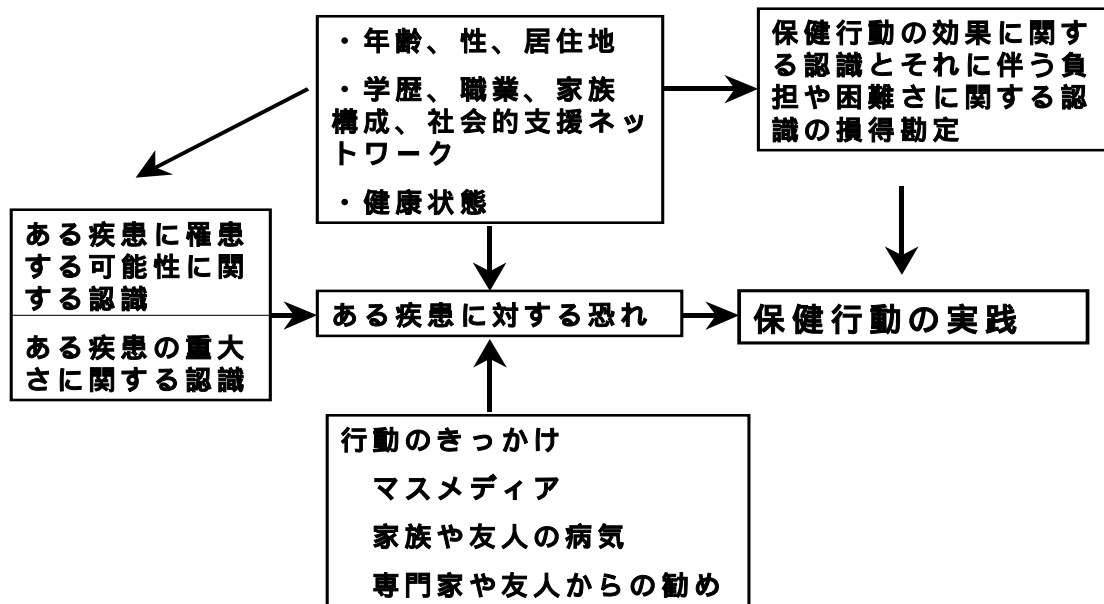 ・年齢、性、居住地
・学歴、職業、家族
構成、社会的支援ネッ
トワーク
・健康状態
保健行動の効果に関す
る認識とそれに伴う負
担や困難さに関する認
識の損得勘定
ある疾患に罹患
する可能性に関
する認識
ある疾患の重大
さに関する認識
ある疾患に対する恐れ
保健行動の実践
行動のきっかけ
マスメディア
家族や友人の病気
専門家や友人からの勧め